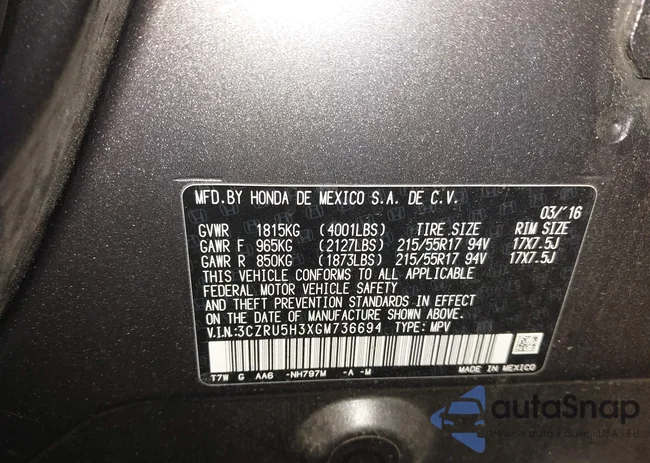 MFD.BY HONDA DE MEXICO S.A. DE C.V.
03/'16
GVWR 1815KG (4001LBS) TIRE SIZE RIM SIZE
GAWR F 965KG (2127LBS) 215/55R17 94V 17X7.5J
GAWR R 850KG (1873LBS) 215/55R17 94V 17X7.5J
THIS VEHICLE CONFORMS TO ALL APPLICABLE
FEDERAL MOTOR VEHICLE SAFETY
AND THEFT PREVENTION STANDARDS IN EFFECT
ON THE DATE OF MANUFACTURE SHOWN ABOVE.
V.I.N:3CZRU5H3XGM736694 TYPE: MPV
T7W G AA6 -NH797M -A -M MADE IN MEXICO
autaSnap